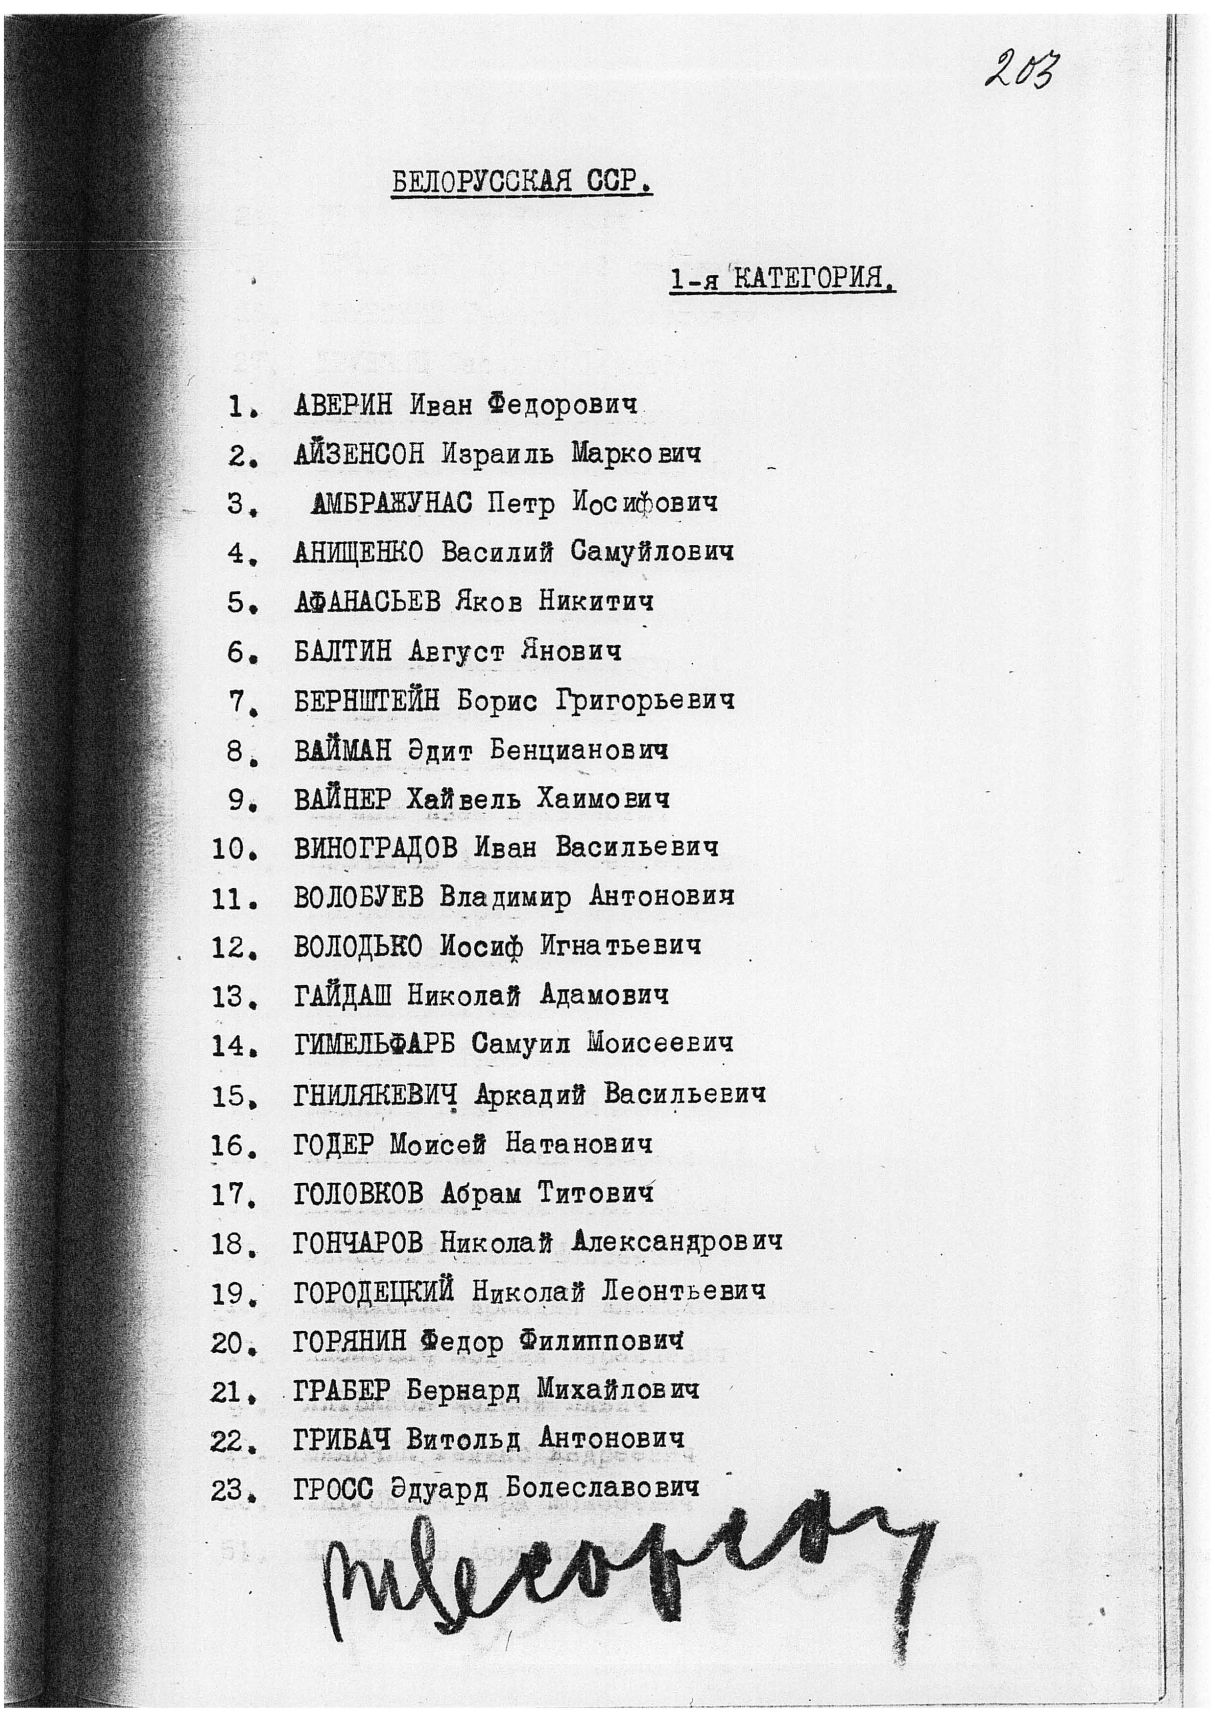 203
БЕЛОРУССКАЯ ССР.
1-я КАТЕГОРИЯ.
1. АВЕРИН Иван Федорович
2. АЙЗЕНСОН Израиль Маркович
3. АМБРАЖУНАС Петр Иосифович
4. АНИЩЕНКО Василий Самуйлович
5. АФАНАСЬЕВ Яков Никитич
6. БАЛТИН Август Янович
7. БЕРНШТЕЙН Борис Григорьевич
8. ВАЙМАН Эдит Бенцианович
9. ВАЙНЕР Хайвель Хаимович
10. ВИНОГРАДОВ Иван Васильевич
11. ВОЛОБУЕВ Владимир Антонович
12. ВОЛОДЬКО Иосиф Игнатьевич
13. ГАЙДАШ Николай Адамович
14. ГИМЕЛЬФАРБ Самуил Моисеевич
15. ГНИЛЯКЕВИЧ Аркадий Васильевич
16. ГОДЕР Моисей Натанович
17. ГОЛОВКОВ Абрам Титович
18. ГОНЧАРОВ Николай Александрович
19. ГОРОДЕЦКИЙ Николай Леонтьевич
20. ГОРЯНИН Федор Филиппович
21. ГРАБЕР Бернард Михайлович
22. ГРИБАЧ Витольд Антонович
23. ГРОСС Эдуард Болеславович